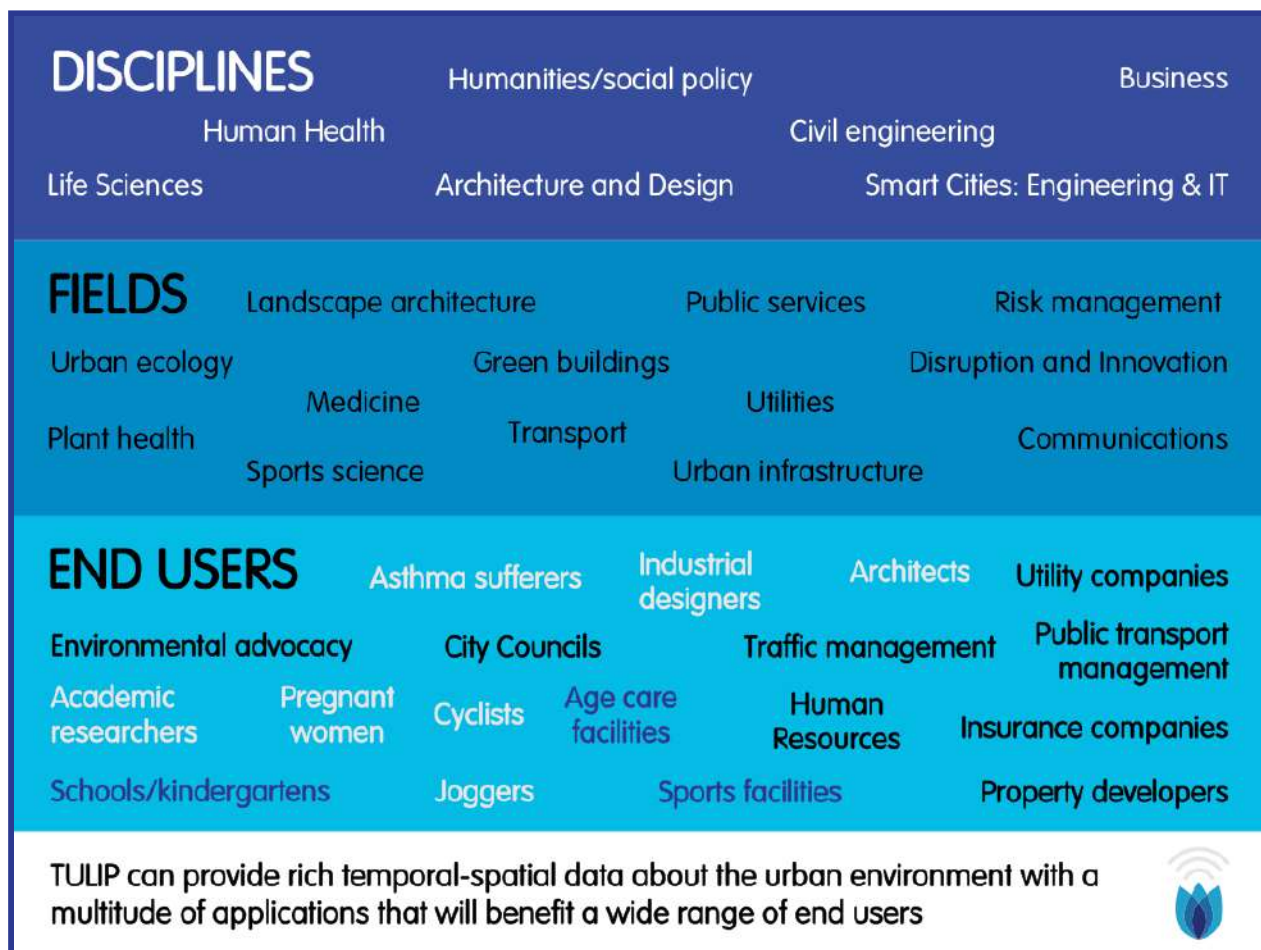 DISCIPLINES
Humanities/social policy
Business
Human Health
Civil engineering
Life Sciences
Architecture and Design
Smart Cities: Engineering & IT
FIELDS
Landscape architecture
Public services
Risk management
Urban ecology
Green buildings
Disruption and Innovation
Medicine
Utilities
Plant health
Transport
Communications
Sports science
Urban infrastructure
END USERS
Asthma sufferers
Industrial
designers
Architects
Utility companies
Environmental advocacy
City Councils
Traffic management
Public transport
management
Academic
researchers
Pregnant
women
Cyclists
Age care
facilities
Human
Resources
Insurance companies
Schools/kindergartens
Joggers
Sports facilities
Property developers
TULIP can provide rich temporal-spatial data about the urban environment with a
multitude of applications that will benefit a wide range of end users